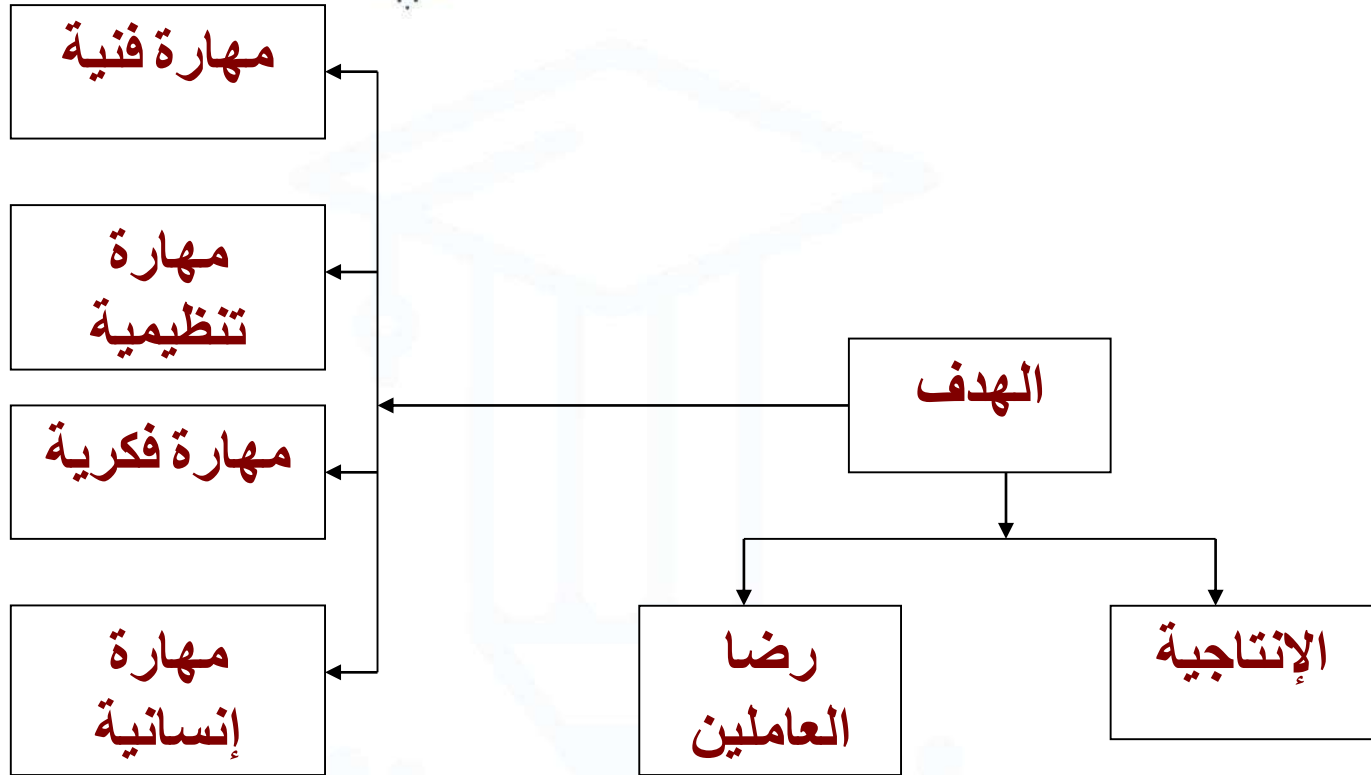 مهارة فنية
مهارة
تنظيمية
الهدف
مهارة فكرية
مهارة
إنسانية
رضا
العاملين
الإنتاجية